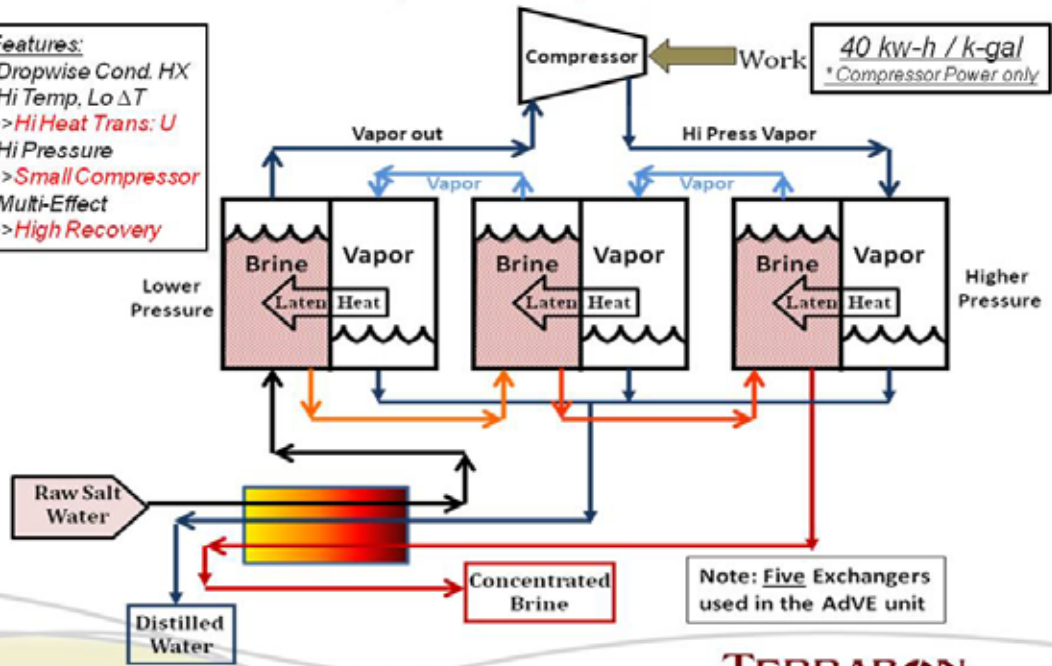 Features:
Dropwise Cond. HX
Hi Temp, Lo ΔT
>Hi Heat Trans: U
Hi Pressure
>Small Compressor
Multi-Effect
>High Recovery
Compressor
Work
40 kw-h / k-gal
*Compressor Power only
Vapor out
Hi Press Vapor
Vapor
Vapor
Lower
Pressure
Brine
Vapor
Laten Heat
Brine
Vapor
Laten Heat
Brine
Vapor
Laten Heat
Higher
Pressure
Raw Salt
Water
Concentrated
Brine
Distilled
Water
Note: Five Exchangers
used in the AdVE unit
TERRABON